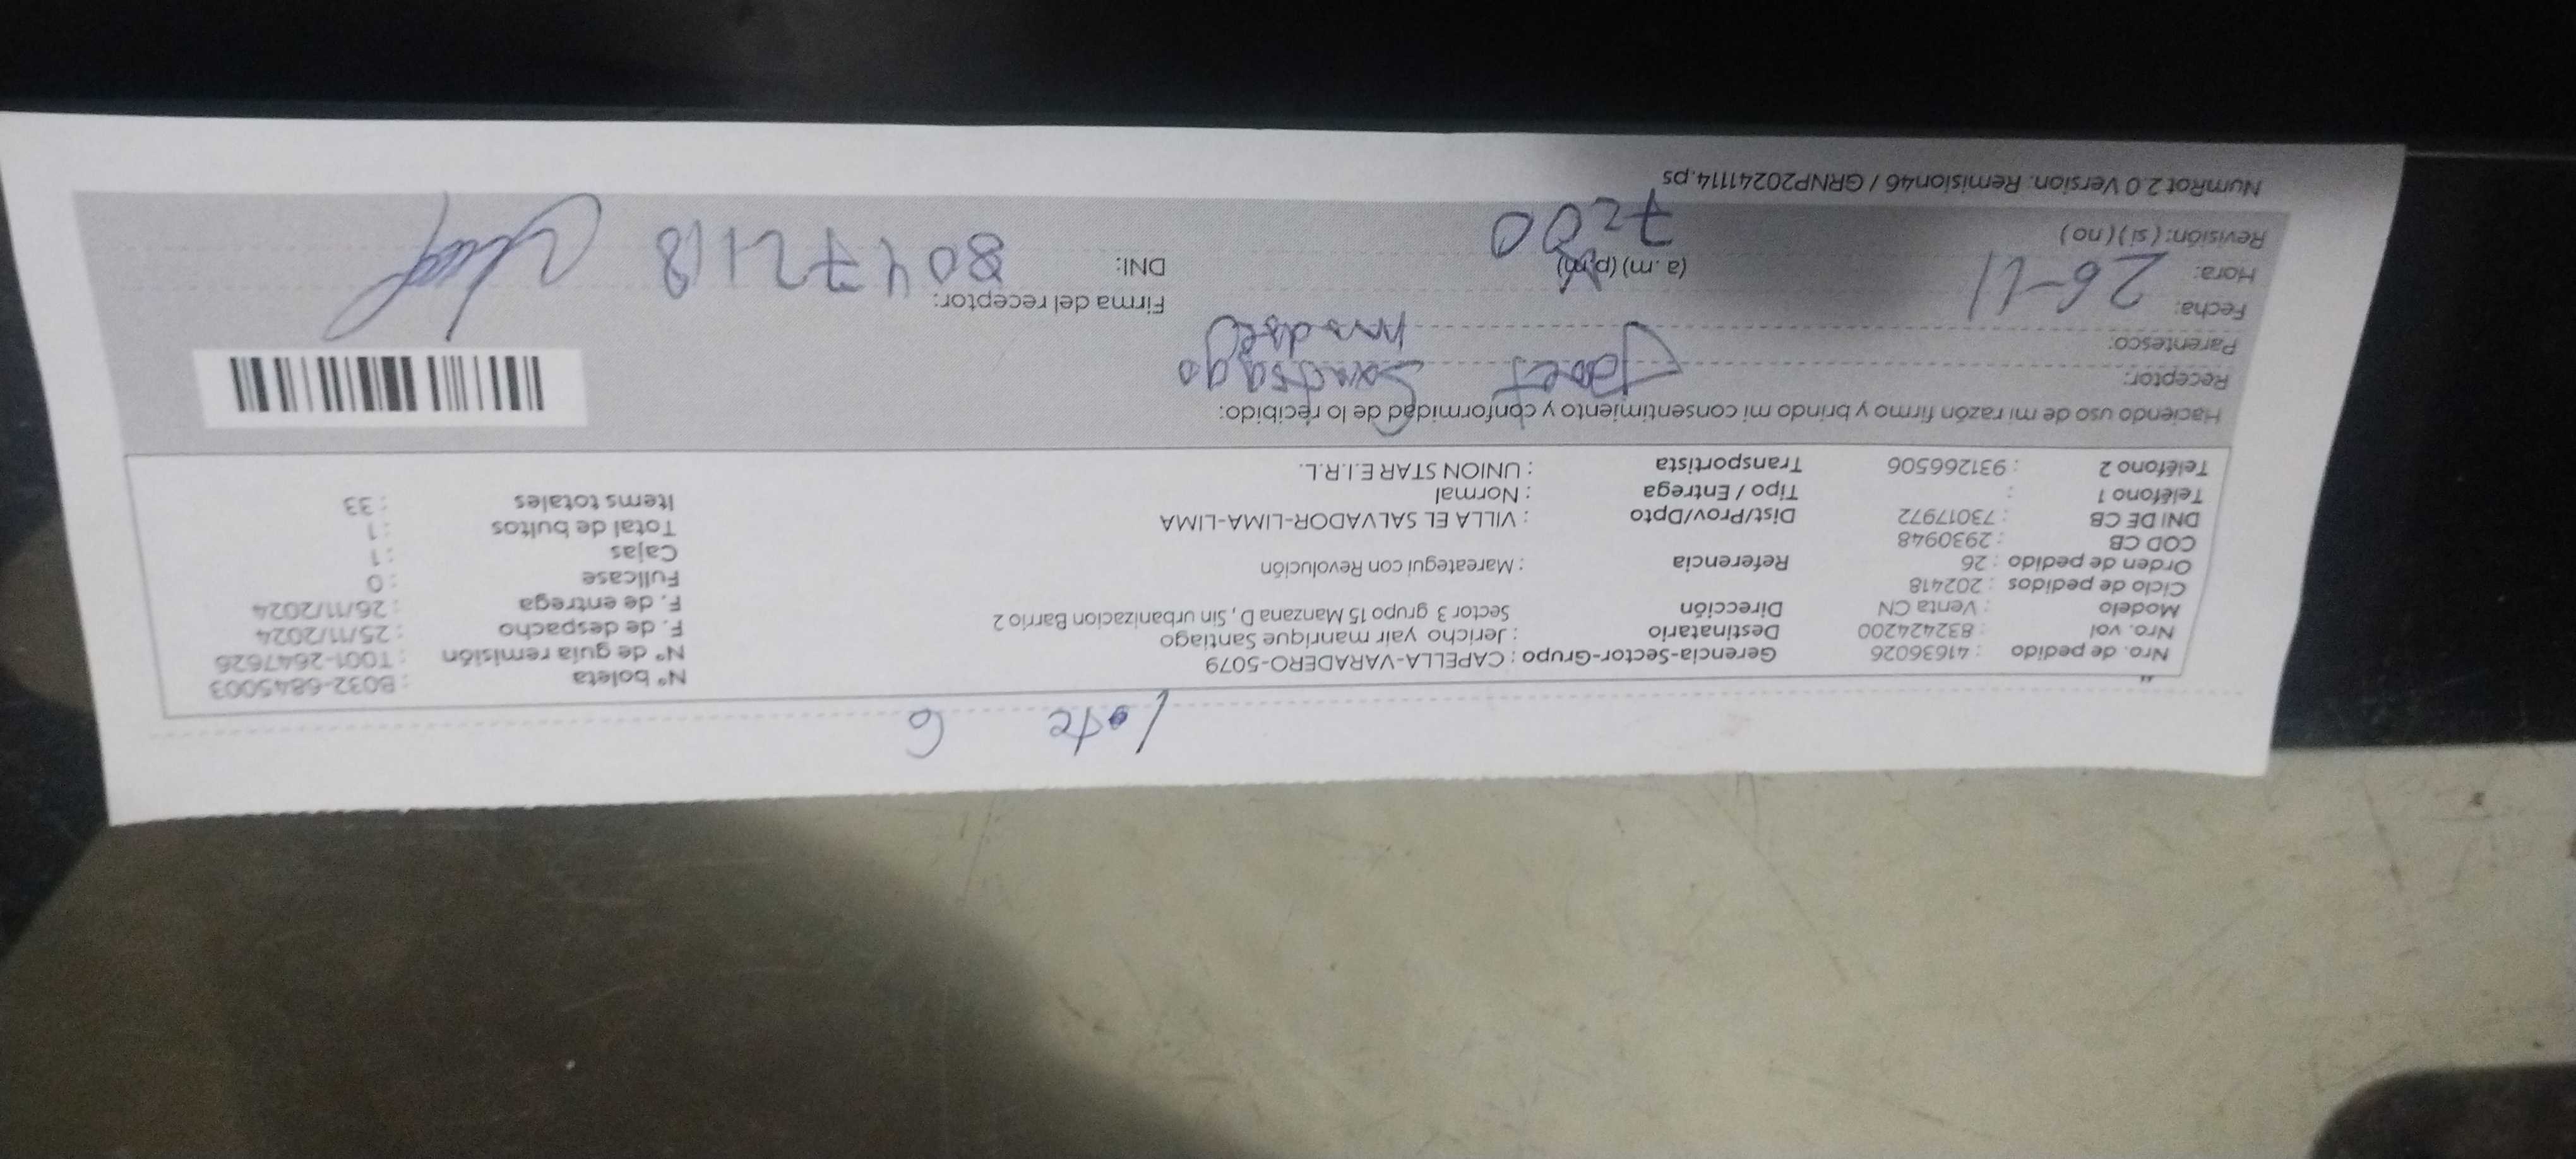 Lote 6
Nro. de pedido : 41636026 Gerencia-Sector-Grupo : CAPELLA-VARADERO-5079 N° boleta : B032-6845003
Nro. vol : 832424200 Destinatario : Jericho yair manrique Santiago N° de guía remisión : T001-2647626
Modelo : Venta CN Dirección Sector 3 grupo 15 Manzana D , Sin urbanizacion Barrio 2 F. de despacho : 25/11/2024
Ciclo de pedidos : 202418 F. de entrega : 26/11/2024
Orden de pedido : 26 Referencia : Mareategui con Revolución Fullcase : 0
COD CB : 2930948 Cajas : 1
DNI DE CB : 73017972 Dist/Prov/Dpto : VILLA EL SALVADOR-LIMA-LIMA Total de bultos : 1
Teléfono 1 : Tipo / Entrega : Normal Items totales : 33
Teléfono 2 : 931266506 Transportista : UNION STAR E.I.R.L.
Haciendo uso de mi razón firmo y brindo mi consentimiento y conformidad de lo recibido:
Receptor: Santiago
Parentesco: madre
Fecha: 26-11 Firma del receptor:
Hora: (a.m) (p.m) 7:00 DNI: 80472118
Revisión: ( si ) ( no )
NumRot 2.0 Version. Remision46 / GRNP20241114.ps